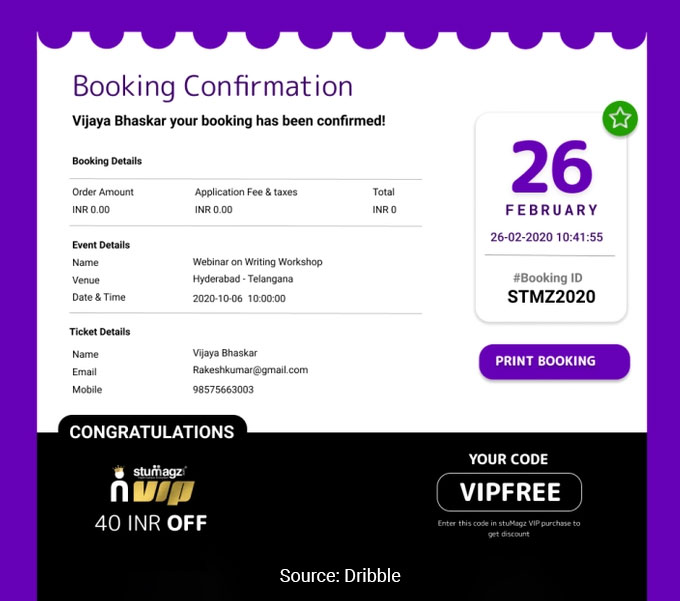 Booking Confirmation
Vijaya Bhaskar your booking has been confirmed!
Booking Details
Order Amount Application Fee & taxes Total
INR 0.00 INR 0.00 INR 0
Event Details
Name Webinar on Writing Workshop
Venue Hyderabad - Telangana
Date & Time 2020-10-06 10:00:00
Ticket Details
Name Vijaya Bhaskar
Email Rakeshkumar@gmail.com
Mobile 98575663003
26
FEBRUARY
26-02-2020 10:41:55
#Booking ID
STMZ2020
PRINT BOOKING
CONGRATULATIONS
stuMagz
vip
40 INR OFF
YOUR CODE
VIPFREE
Enter this code in stuMagz VIP purchase to
get discount
Source: Dribble